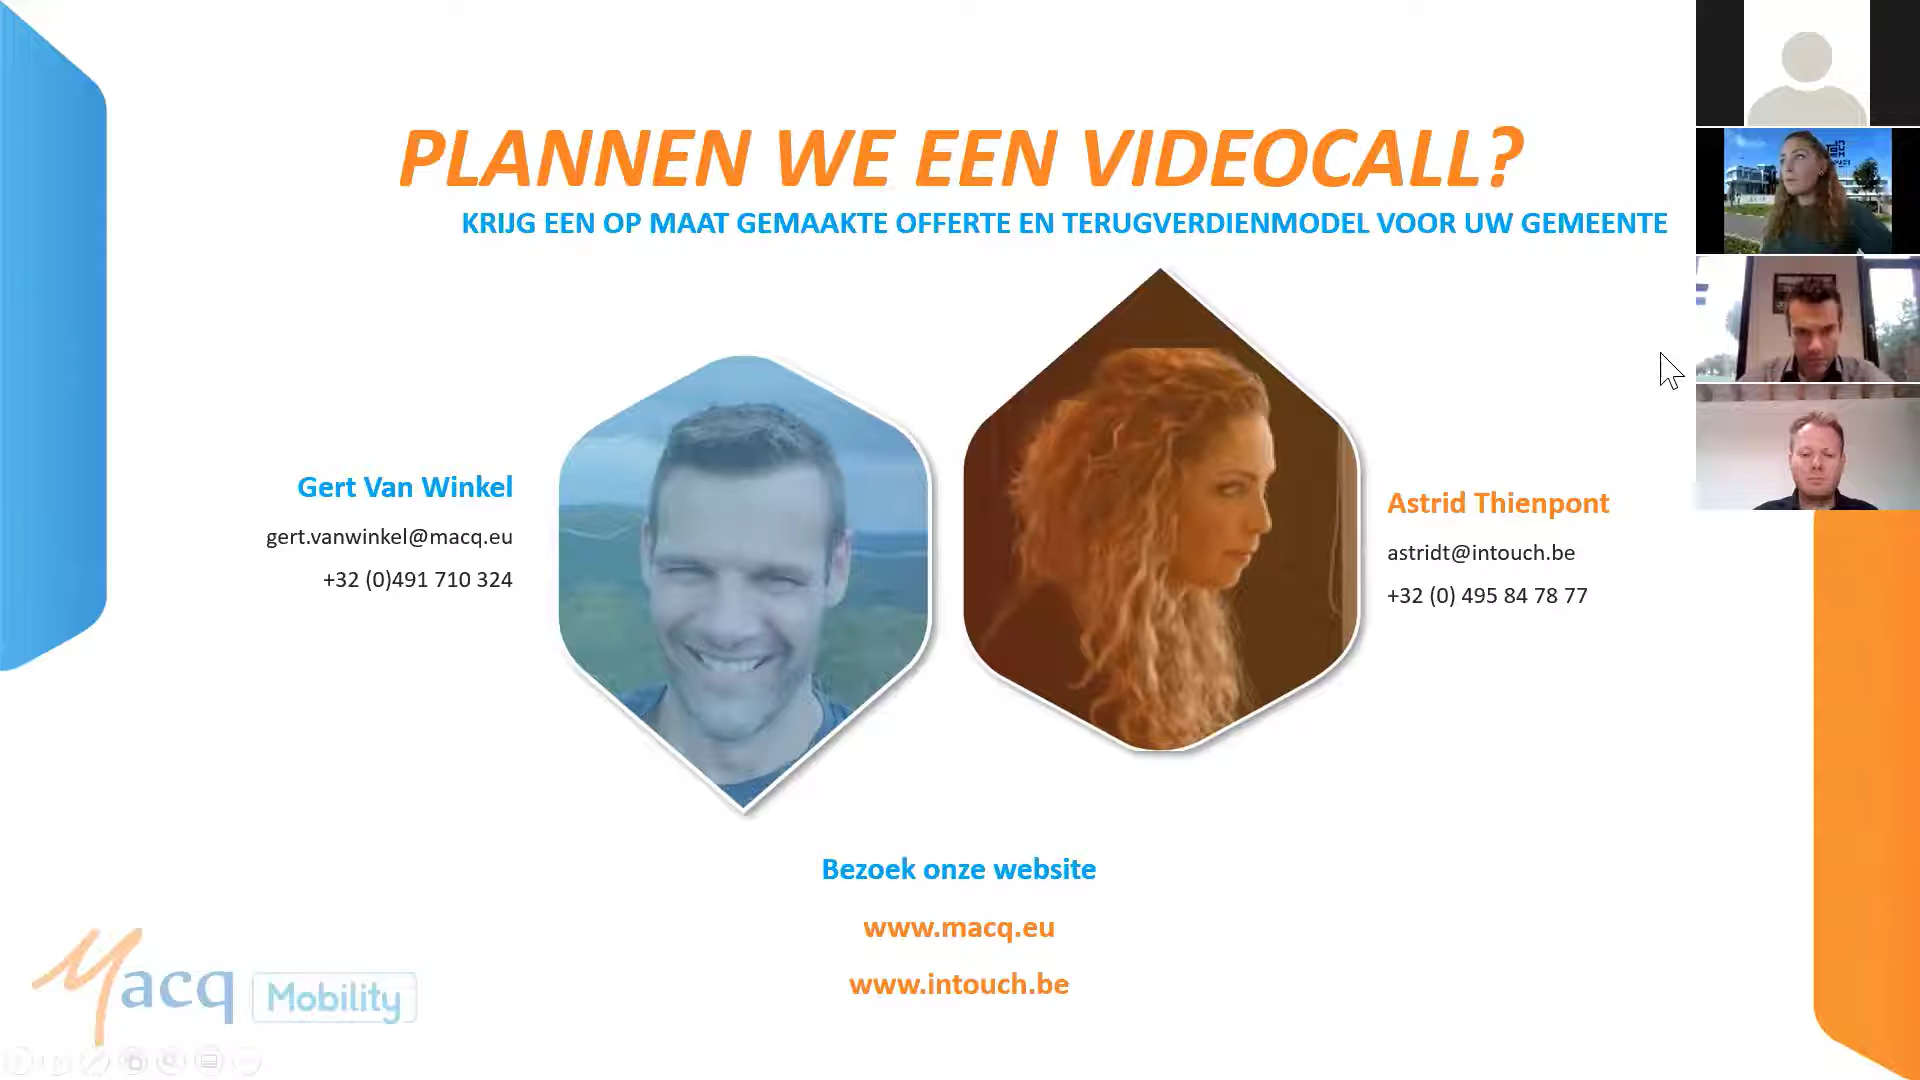 PLANNEN WE EEN VIDEOCALL?
KRIJG EEN OP MAAT GEMAAKTE OFFERTE EN TERUGVERDIENMODEL VOOR UW GEMEENTE
Gert Van Winkel
gert.vanwinkel@macq.eu
+32 (0)491 710 324
Astrid Thienpont
astridt@intouch.be
+32 (0) 495 84 78 77
Bezoek onze website
www.macq.eu
www.intouch.be
Macq Mobility